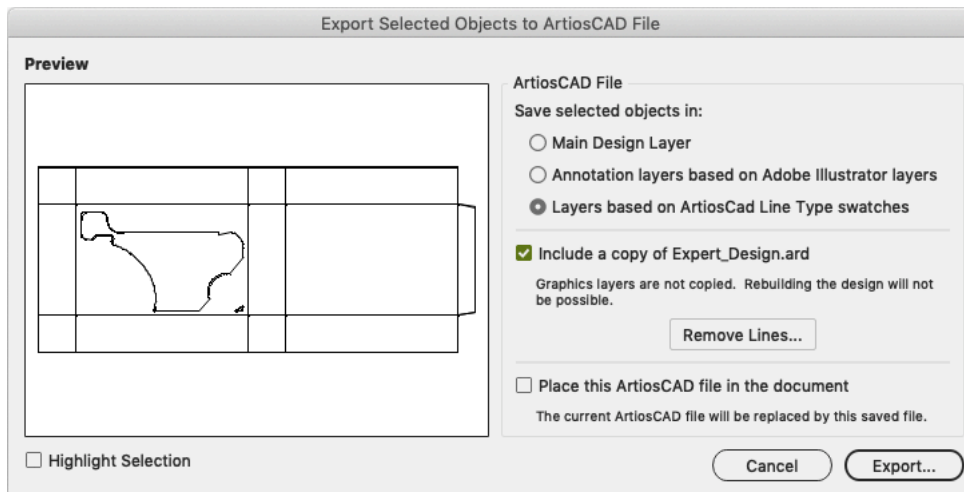 Export Selected Objects to ArtiosCAD File
Preview
ArtiosCAD File
Save selected objects in:
Main Design Layer
Annotation layers based on Adobe Illustrator layers
Layers based on ArtiosCad Line Type swatches
Include a copy of Expert_Design.ard
Graphics layers are not copied. Rebuilding the design will not
be possible.
Remove Lines...
Place this ArtiosCAD file in the document
The current ArtiosCAD file will be replaced by this saved file.
Highlight Selection
Cancel
Export...